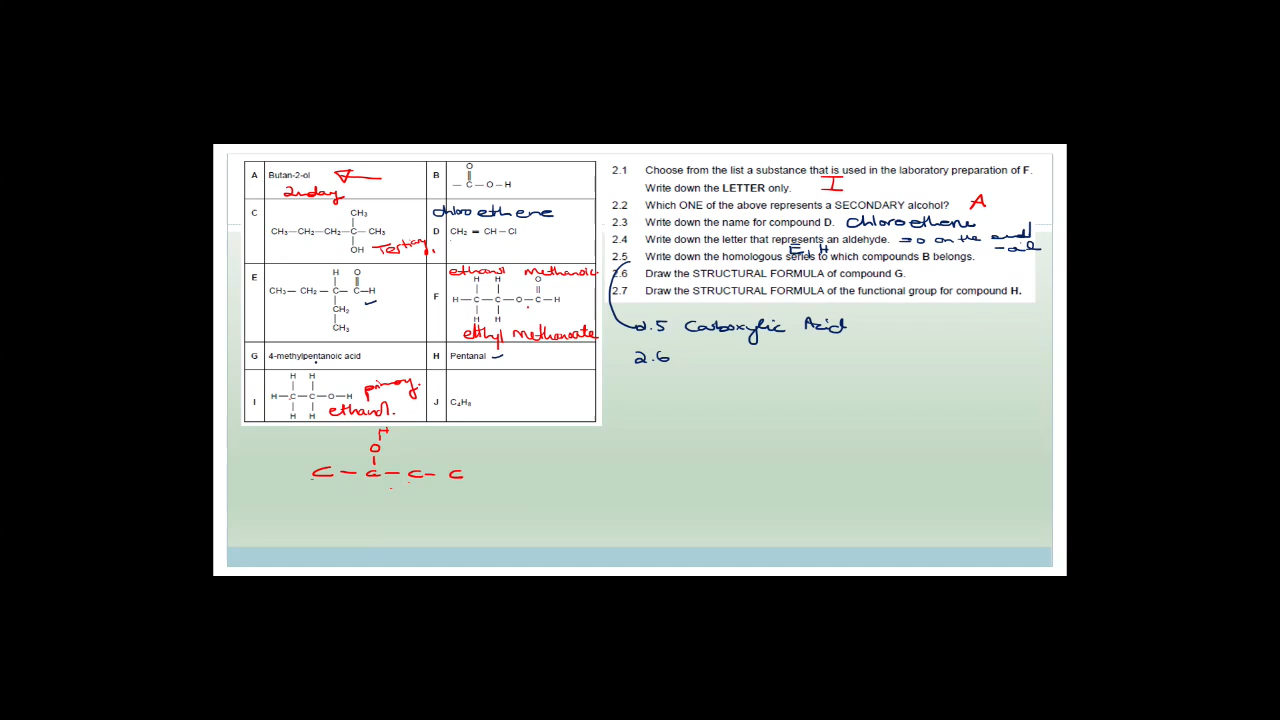 A Butan-2-ol
2nday
B
O
— C — O — H
C
CH₃
CH₃—CH₂—CH₂—C—CH₃
OH
Tertiary.
chloroethene
D CH₂ = CH — Cl
E
H O
CH₃— CH₂ — C — C—H
CH₂
CH₃
F
ethanol methanoic
H H O
H — C — C — O — C — H
H H
ethyl methanoate
G 4-methylpentanoic acid
H Pentanal
I
H H
H — C — C — O — H
H H
primary.
ethanol.
J C₄H₈
H
O
C — C — C — C
2.1 Choose from the list a substance that is used in the laboratory preparation of F.
Write down the LETTER only. I
2.2 Which ONE of the above represents a SECONDARY alcohol? A
2.3 Write down the name for compound D. chloroethene
2.4 Write down the letter that represents an aldehyde. => O on the end
-al
E, H
2.5 Write down the homologous series to which compounds B belongs.
2.6 Draw the STRUCTURAL FORMULA of compound G.
2.7 Draw the STRUCTURAL FORMULA of the functional group for compound H.
2.5 Carboxylic Acid
2.6